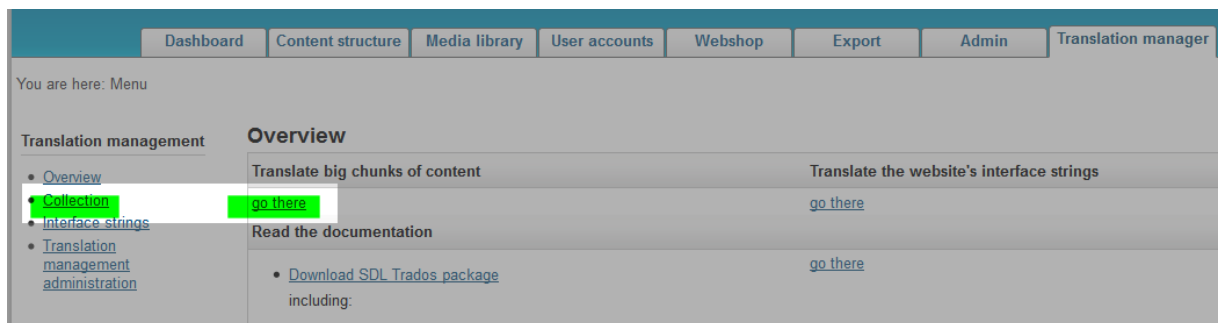 Dashboard Content structure Media library User accounts Webshop Export Admin Translation manager
You are here: Menu
Translation management
Overview
Collection
Interface strings
Translation
management
administration
Overview
Translate big chunks of content Translate the website's interface strings
go there go there
Read the documentation
Download SDL Trados package go there
including: